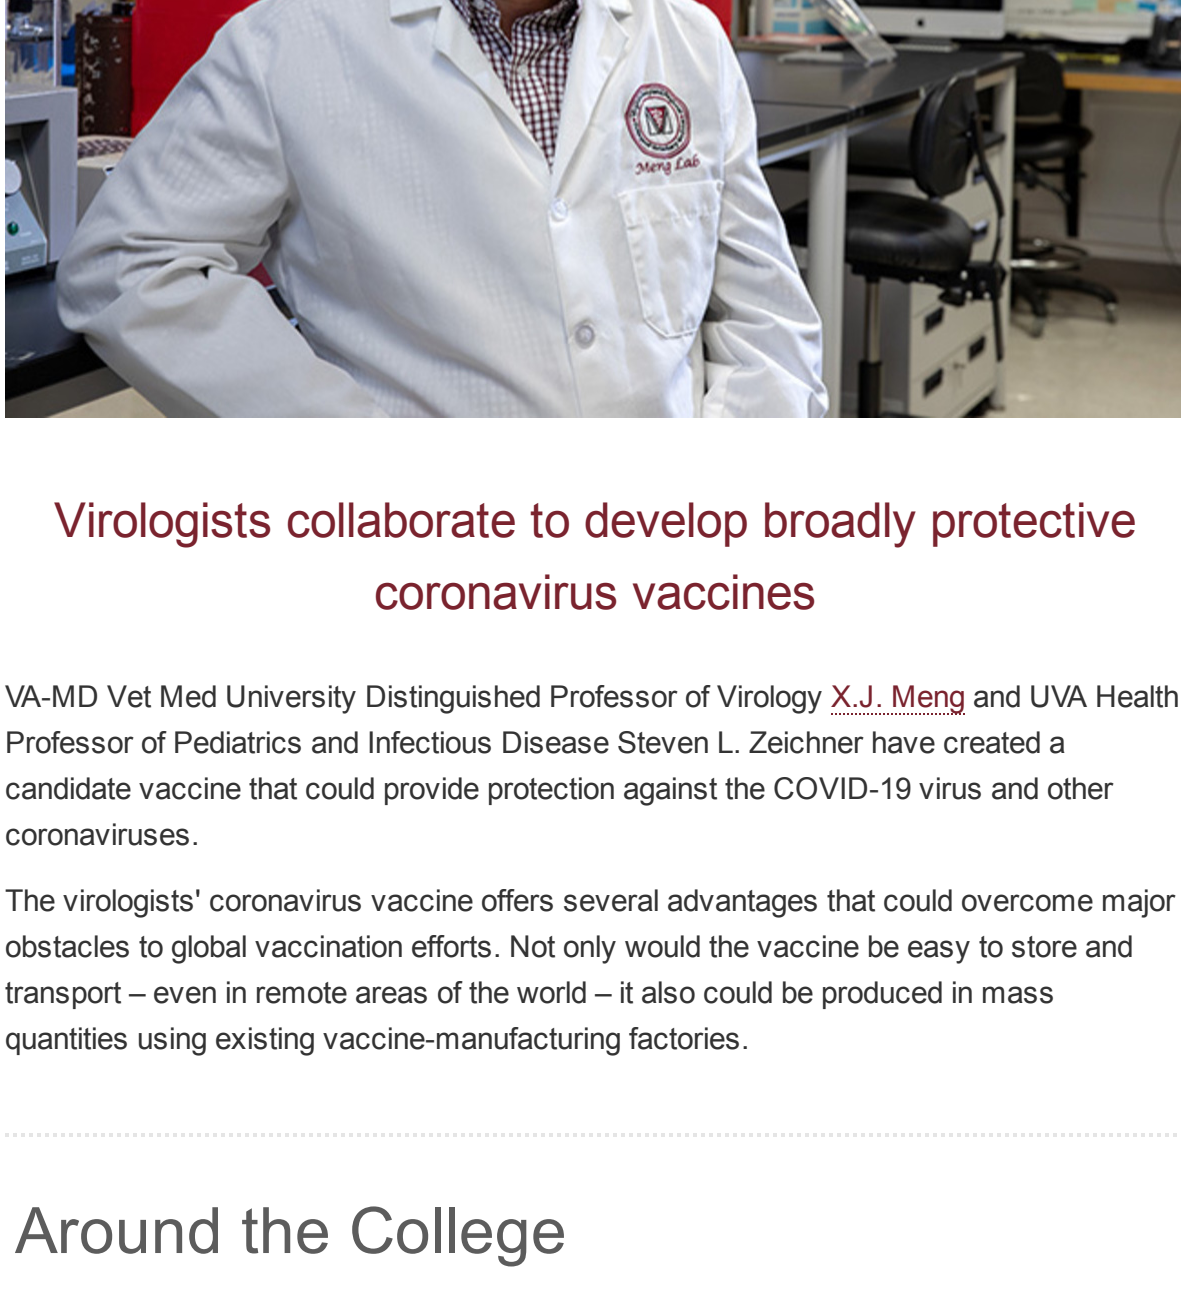 Meng Lab
Virologists collaborate to develop broadly protective
coronavirus vaccines
VA-MD Vet Med University Distinguished Professor of Virology X.J. Meng and UVA Health
Professor of Pediatrics and Infectious Disease Steven L. Zeichner have created a
candidate vaccine that could provide protection against the COVID-19 virus and other
coronaviruses.
The virologists' coronavirus vaccine offers several advantages that could overcome major
obstacles to global vaccination efforts. Not only would the vaccine be easy to store and
transport – even in remote areas of the world – it also could be produced in mass
quantities using existing vaccine-manufacturing factories.
Around the College